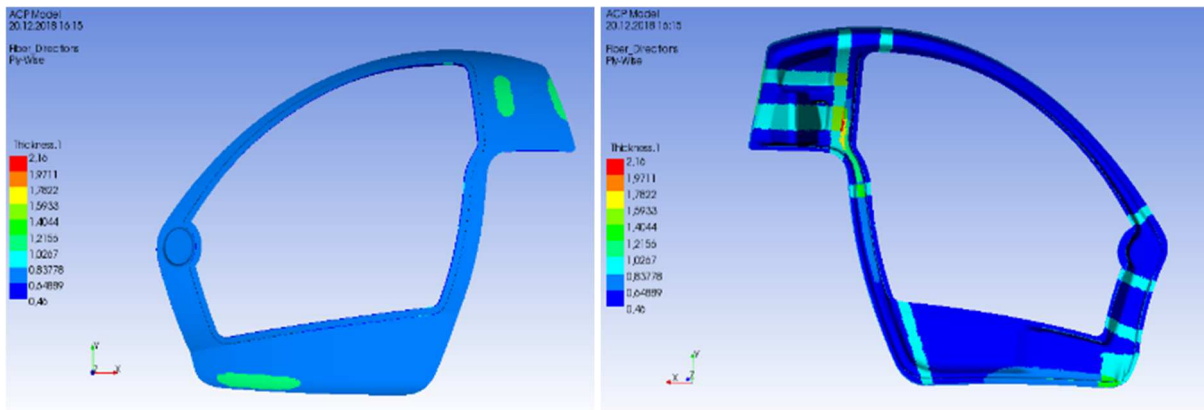 ACP Model
20.12.2018 16:15
Fiber_Directions
Ply-Wise
Thickness.1
2,16
1,9711
1,7822
1,5933
1,4044
1,2155
1,0267
0,83778
0,64889
0,46
Y
Z
X
ACP Model
20.12.2018 16:15
Fiber_Directions
Ply-Wise
Thickness.1
2,16
1,9711
1,7822
1,5933
1,4044
1,2155
1,0267
0,83778
0,64889
0,46
Y
X
Z